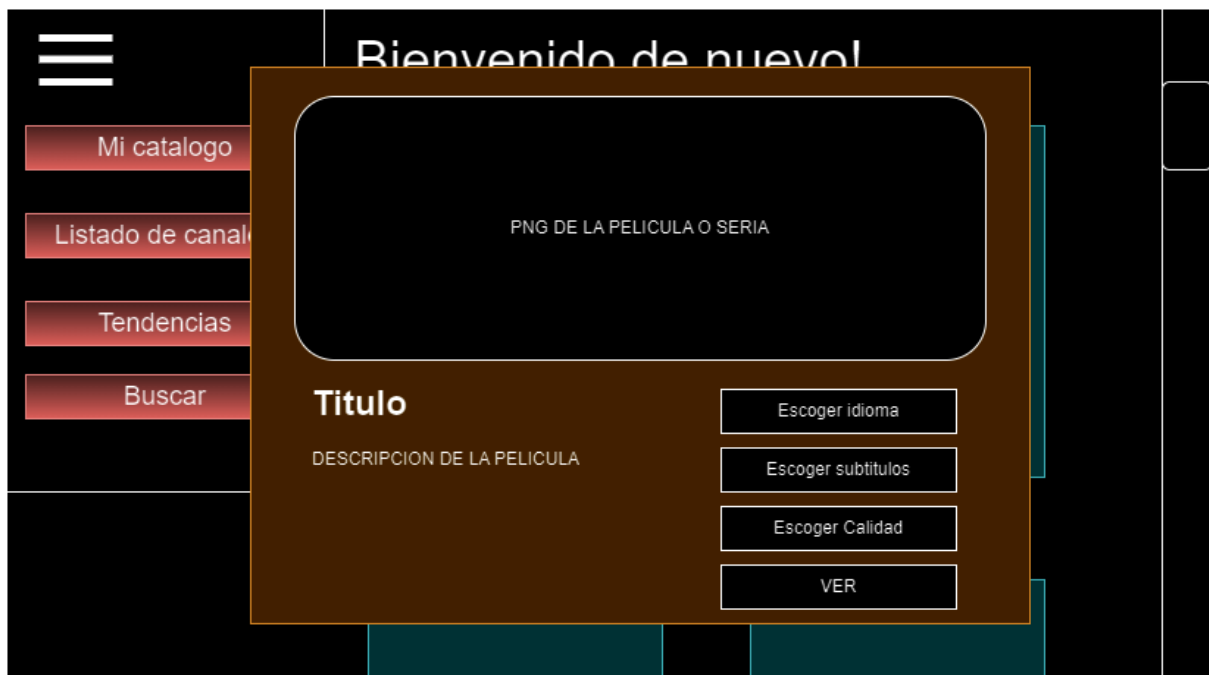 Bienvenido de nuevo!
Mi catalogo
Listado de canal
Tendencias
Buscar
PNG DE LA PELICULA O SERIA
Titulo
DESCRIPCION DE LA PELICULA
Escoger idioma
Escoger subtitulos
Escoger Calidad
VER